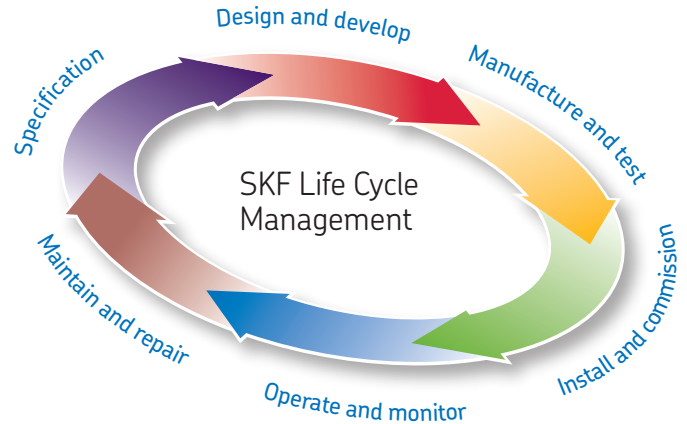 Design and develop
Manufacture and test
Specification
SKF Life Cycle
Management
Install and commission
Maintain and repair
Operate and monitor